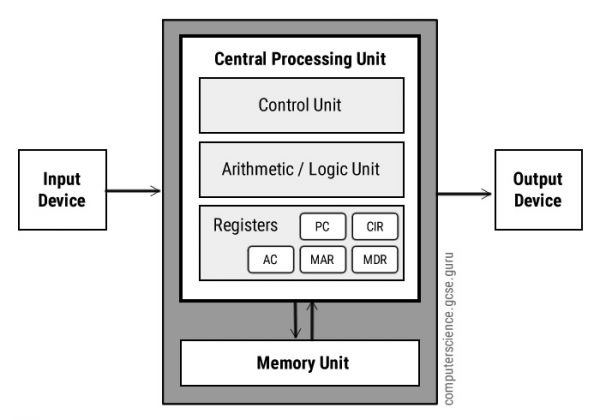 Central Processing Unit
Control Unit
Arithmetic / Logic Unit
Registers PC CIR
AC MAR MDR
Input
Device
Output
Device
Memory Unit
computerscience.gcse.guru